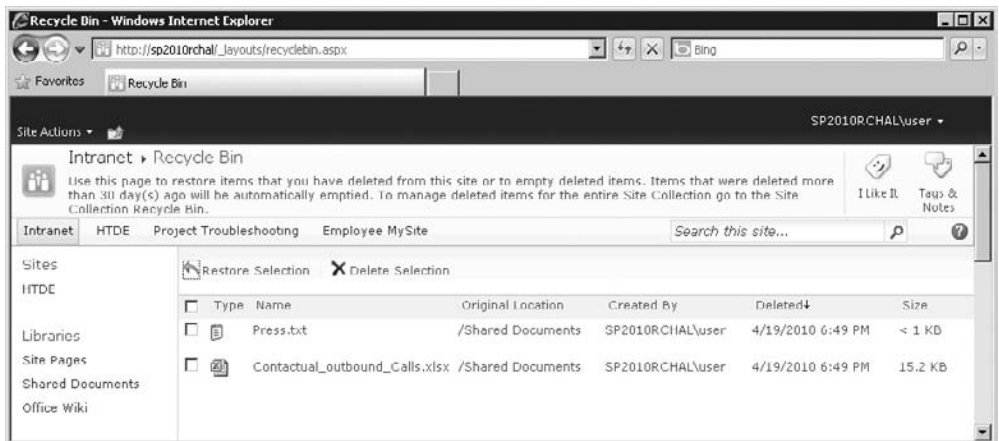 Recycle Bin - Windows Internet Explorer
http://sp2010rchal/_layouts/recyclebin.aspx
Bing
Favorites
Recycle Bin
Site Actions
SP2010RCHAL\user
Intranet Recycle Bin
Use this page to restore items that you have deleted from this site or to empty deleted items. Items that were deleted more
than 30 day(s) ago will be automatically emptied. To manage deleted items for the entire Site Collection go to the Site
Collection Recycle Bin.
I Like It
Tags &
Notes
Intranet HTDE Project Troubleshooting Employee MySite
Search this site...
Sites
HTDE
Libraries
Site Pages
Shared Documents
Office Wiki
Restore Selection Delete Selection
Type Name Original Location Created By Deleted↓ Size
Press.txt /Shared Documents SP2010RCHAL\user 4/19/2010 6:49 PM < 1 KB
Contactual_outbound_Calls.xlsx /Shared Documents SP2010RCHAL\user 4/19/2010 6:49 PM 15.2 KB